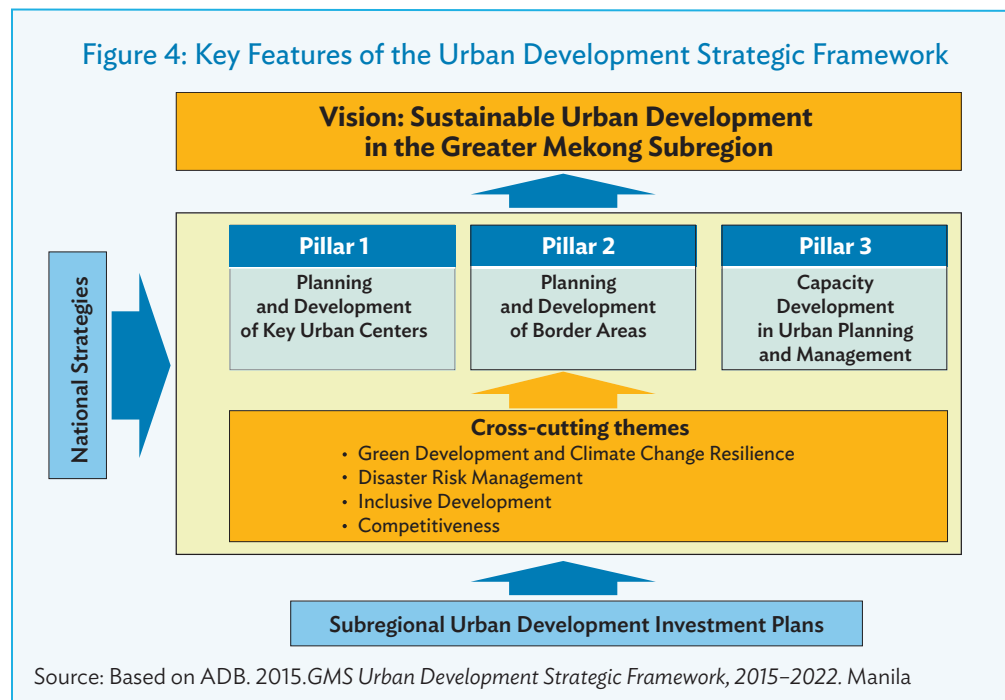 Figure 4: Key Features of the Urban Development Strategic Framework
Vision: Sustainable Urban Development
in the Greater Mekong Subregion
National Strategies
Pillar 1
Planning
and Development
of Key Urban Centers
Pillar 2
Planning
and Development
of Border Areas
Pillar 3
Capacity
Development
in Urban Planning
and Management
Cross-cutting themes
• Green Development and Climate Change Resilience
• Disaster Risk Management
• Inclusive Development
• Competitiveness
Subregional Urban Development Investment Plans
Source: Based on ADB. 2015.GMS Urban Development Strategic Framework, 2015–2022. Manila